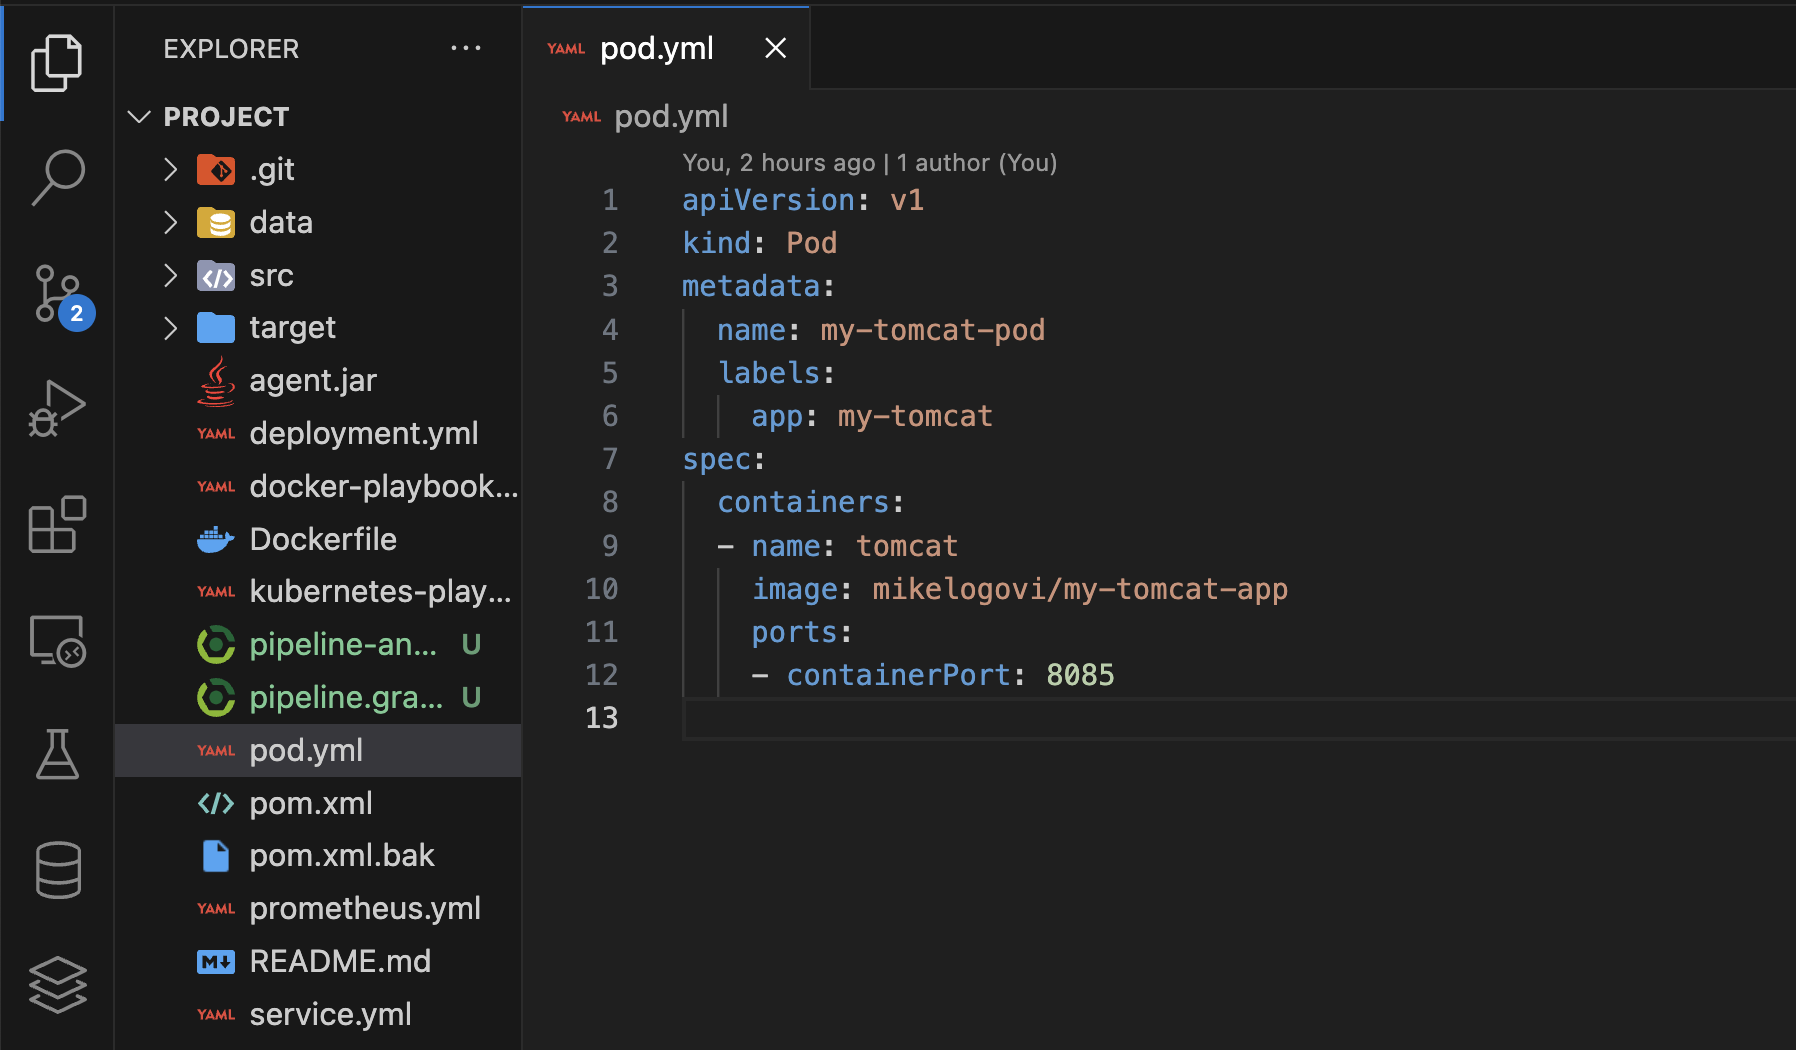 EXPLORER
PROJECT
.git
data
src
target
agent.jar
YAML deployment.yml
YAML docker-playbook...
Dockerfile
YAML kubernetes-play...
pipeline-an... U
pipeline.gra... U
YAML pod.yml
</> pom.xml
pom.xml.bak
YAML prometheus.yml
M↓ README.md
YAML service.yml
2
YAML pod.yml
YAML pod.yml
You, 2 hours ago | 1 author (You)
1 apiVersion: v1
2 kind: Pod
3 metadata:
4 name: my-tomcat-pod
5 labels:
6 app: my-tomcat
7 spec:
8 containers:
9 - name: tomcat
10 image: mikelogovi/my-tomcat-app
11 ports:
12 - containerPort: 8085
13